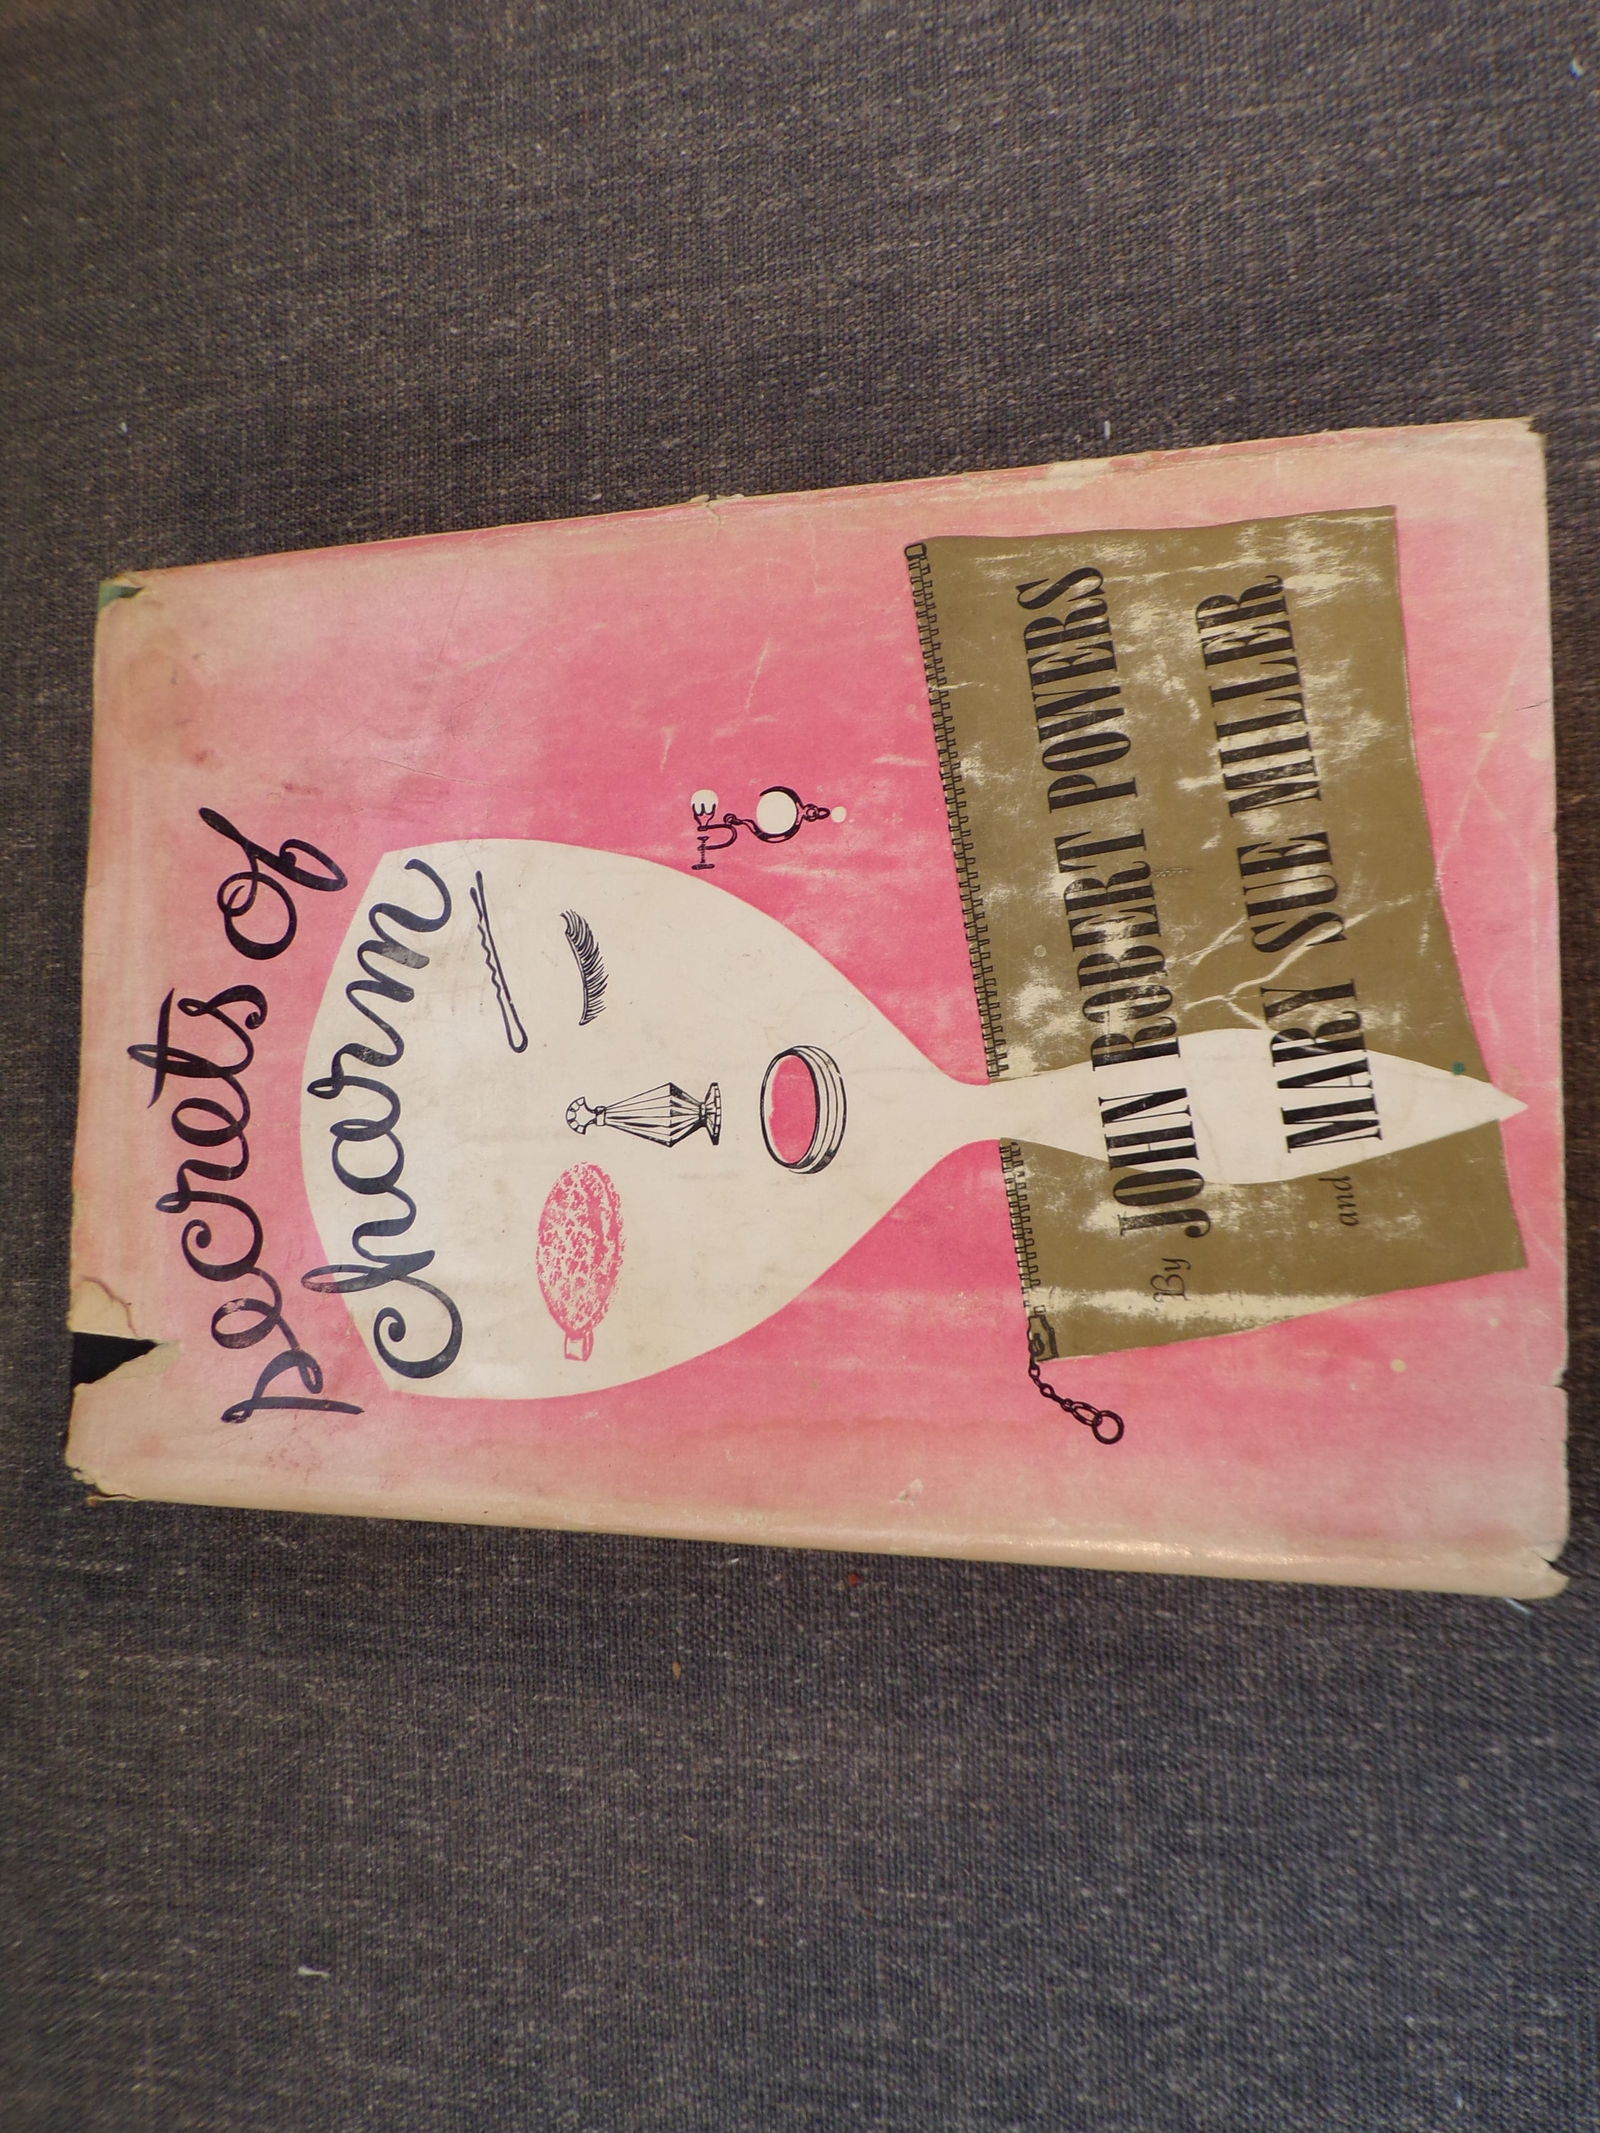 secrets of
charm
By JOHN ROBERT POWERS
and MARY SUE MILLER